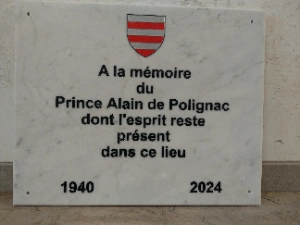 A la mémoire
du
Prince Alain de Polignac
dont l'esprit reste
présent
dans ce lieu
1940 2024